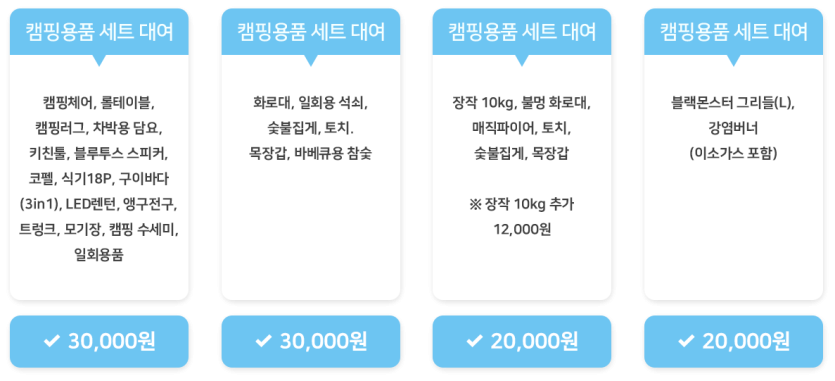 캠핑용품 세트 대여
캠핑체어, 롤테이블,
캠핑러그, 차박용 담요,
키친툴, 블루투스 스피커,
코펠, 식기18P, 구이바다
(3in1), LED렌턴, 앵구전구,
트렁크, 모기장, 캠핑 수세미,
일회용품
30,000원
캠핑용품 세트 대여
화로대, 일회용 석쇠,
숯불집게, 토치.
목장갑, 바베큐용 참숯
30,000원
캠핑용품 세트 대여
장작 10kg, 불멍 화로대,
매직파이어, 토치,
숯불집게, 목장갑
※ 장작 10kg 추가
12,000원
20,000원
캠핑용품 세트 대여
블랙몬스터 그리들(L),
강염버너
(이소가스 포함)
20,000원